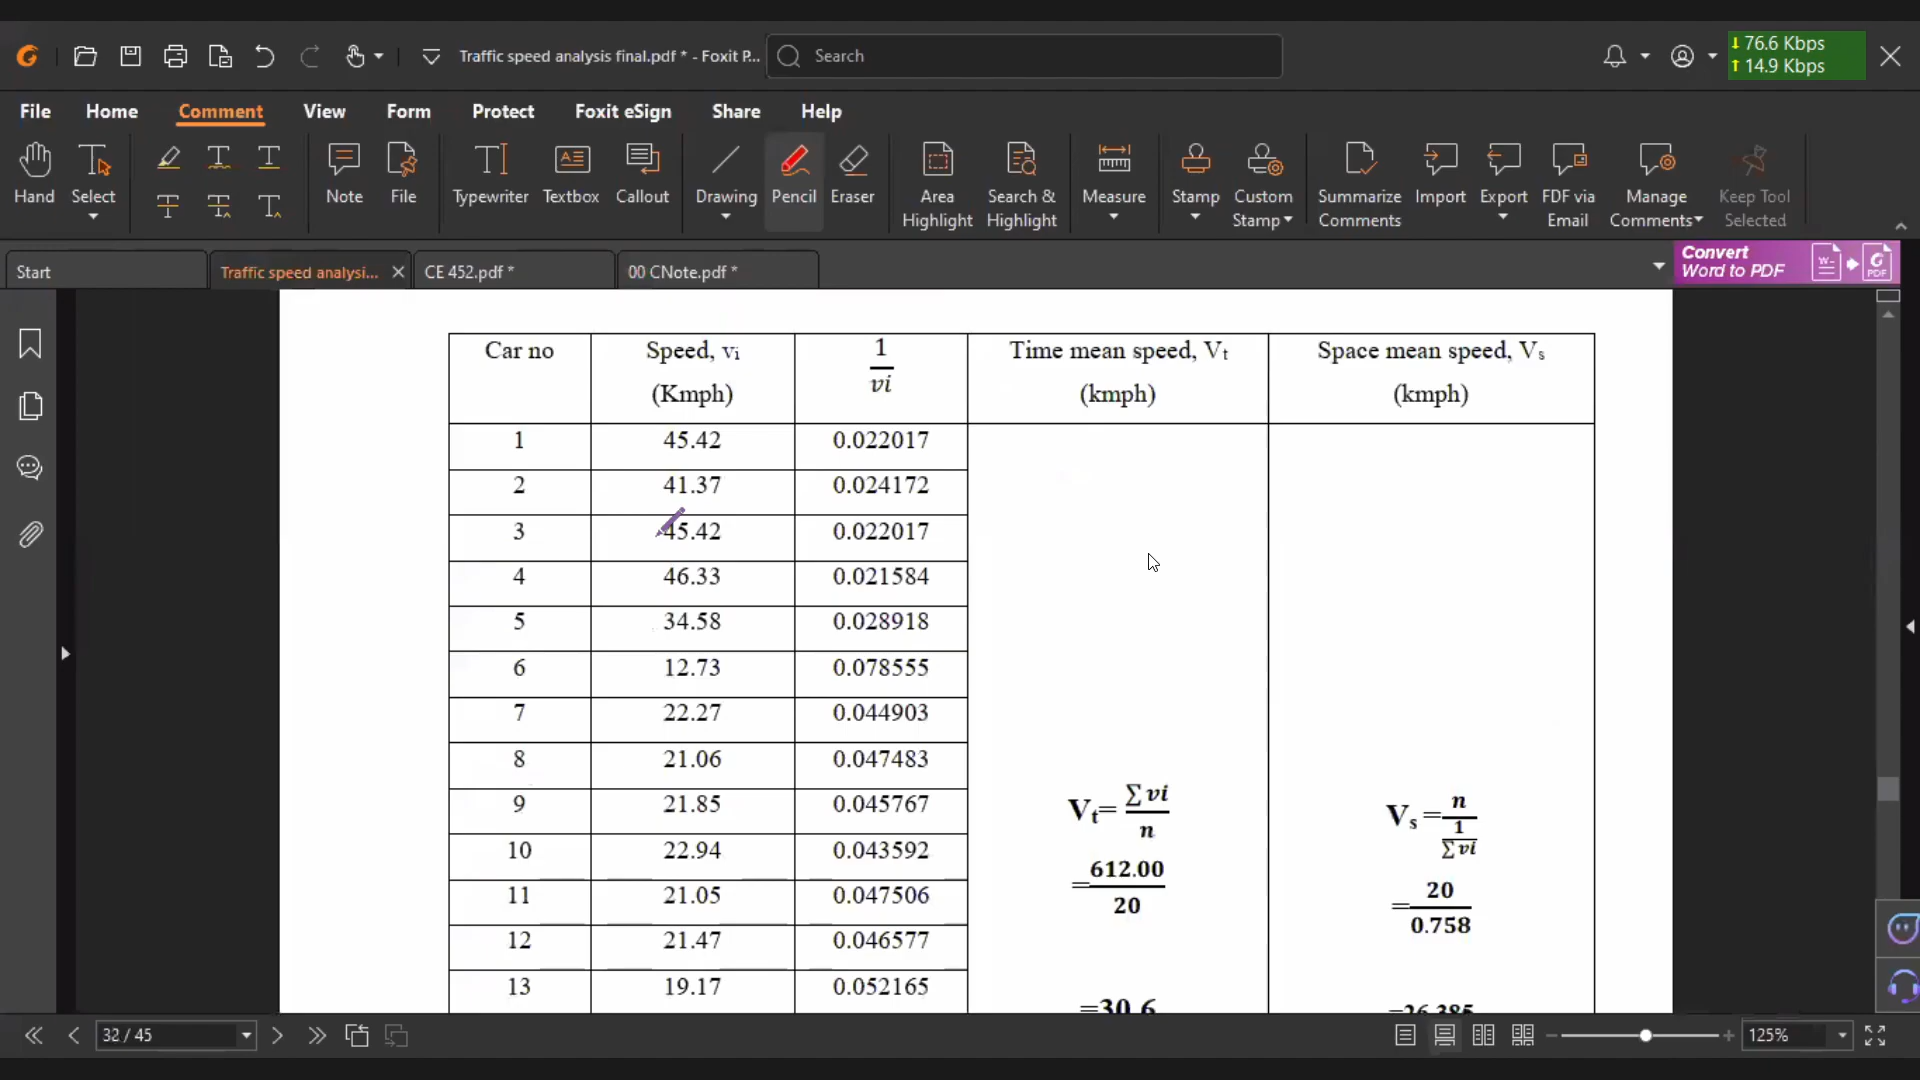 Traffic speed analysis final.pdf * - Foxit P...
Search
76.6 Kbps
14.9 Kbps
File Home Comment View Form Protect Foxit eSign Share Help
Hand Select Note File Typewriter Textbox Callout Drawing Pencil Eraser Area Highlight Search & Highlight Measure Stamp Custom Stamp Summarize Comments Import Export FDF via Email Manage Comments Keep Tool Selected
Start Traffic speed analysi... CE 452.pdf * 00 CNote.pdf *
Convert
Word to PDF
Car no Speed, vi (Kmph) 1/vi Time mean speed, Vt (kmph) Space mean speed, Vs (kmph)
1 45.42 0.022017
2 41.37 0.024172
3 45.42 0.022017
4 46.33 0.021584
5 34.58 0.028918
6 12.73 0.078555
7 22.27 0.044903
8 21.06 0.047483
9 21.85 0.045767
10 22.94 0.043592
11 21.05 0.047506
12 21.47 0.046577
13 19.17 0.052165
Vt= ∑vi / n
= 612.00 / 20
=30.6
Vs = n / (1 / ∑vi)
= 20 / 0.758
=26.385
32 / 45
125%